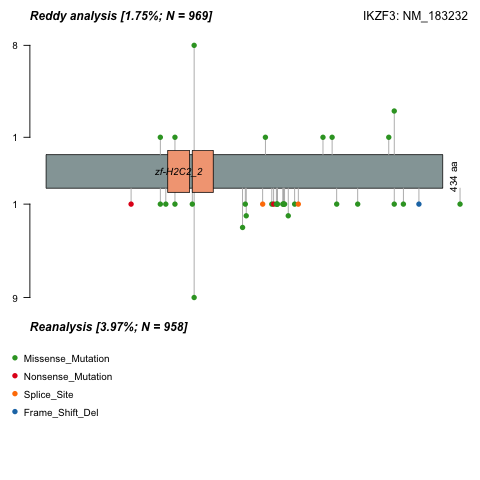 Reddy analysis [1.75%; N = 969]
IKZF3: NM_183232
8
1
zf-H2C2_2
434 aa
1
9
Reanalysis [3.97%; N = 958]
Missense_Mutation
Nonsense_Mutation
Splice_Site
Frame_Shift_Del